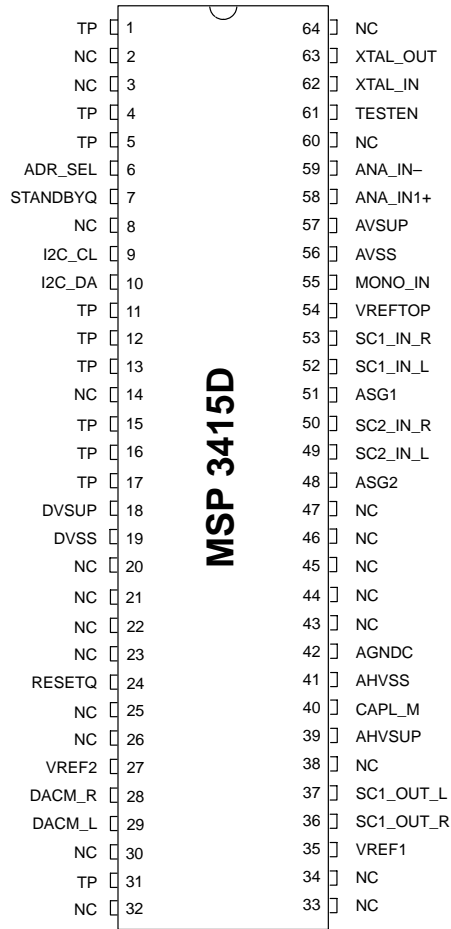 TP 1 64 NC
NC 2 63 XTAL_OUT
NC 3 62 XTAL_IN
TP 4 61 TESTEN
TP 5 60 NC
ADR_SEL 6 59 ANA_IN–
STANDBYQ 7 58 ANA_IN1+
NC 8 57 AVSUP
I2C_CL 9 56 AVSS
I2C_DA 10 55 MONO_IN
TP 11 54 VREFTOP
TP 12 53 SC1_IN_R
TP 13 52 SC1_IN_L
NC 14 51 ASG1
TP 15 50 SC2_IN_R
TP 16 49 SC2_IN_L
TP 17 48 ASG2
DVSUP 18 47 NC
DVSS 19 46 NC
NC 20 45 NC
NC 21 44 NC
NC 22 43 NC
NC 23 42 AGNDC
RESETQ 24 41 AHVSS
NC 25 40 CAPL_M
NC 26 39 AHVSUP
VREF2 27 38 NC
DACM_R 28 37 SC1_OUT_L
DACM_L 29 36 SC1_OUT_R
NC 30 35 VREF1
TP 31 34 NC
NC 32 33 NC
MSP 3415D